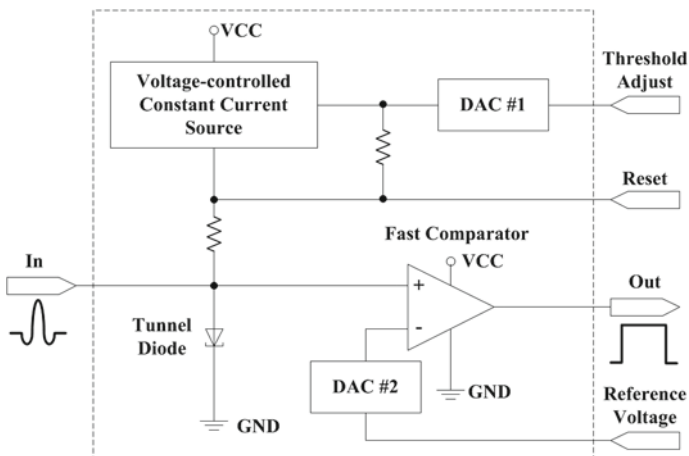 VCC
Voltage-controlled
Constant Current
Source
DAC #1
Threshold
Adjust
Reset
Fast Comparator
In
VCC
+
-
Out
Tunnel
Diode
DAC #2
GND
GND
Reference
Voltage